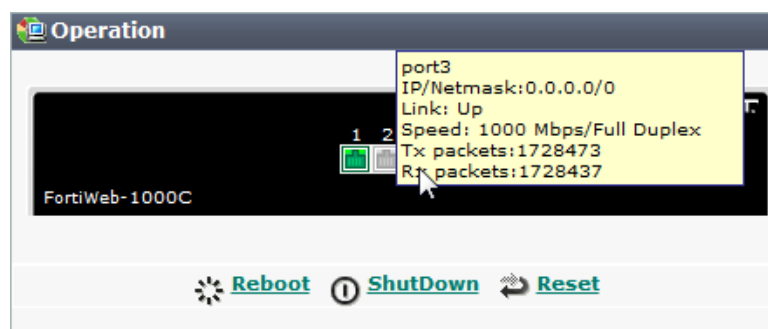 Operation
port3
IP/Netmask:0.0.0.0/0
Link: Up
1 2 Speed: 1000 Mbps/Full Duplex
Tx packets:1728473
Rx packets:1728437
FortiWeb-1000C
Reboot ShutDown Reset